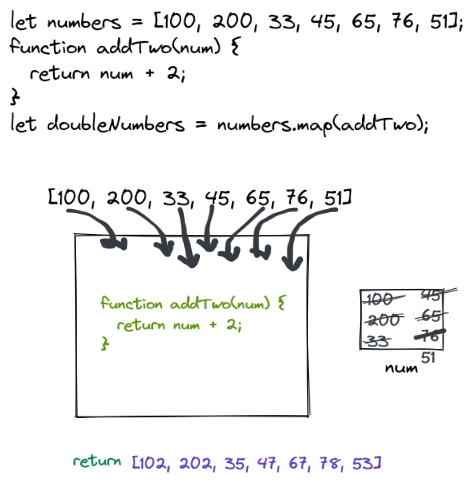 let numbers = [100, 200, 33, 45, 65, 76, 51];
function addTwo(num) {
return num + 2;
}
let doubleNumbers = numbers.map(addTwo);
[100, 200, 33, 45, 65, 76, 51]
function addTwo(num) {
return num + 2;
}
100 45
200 65
33 76
51
num
return [102, 202, 35, 47, 67, 78, 53]